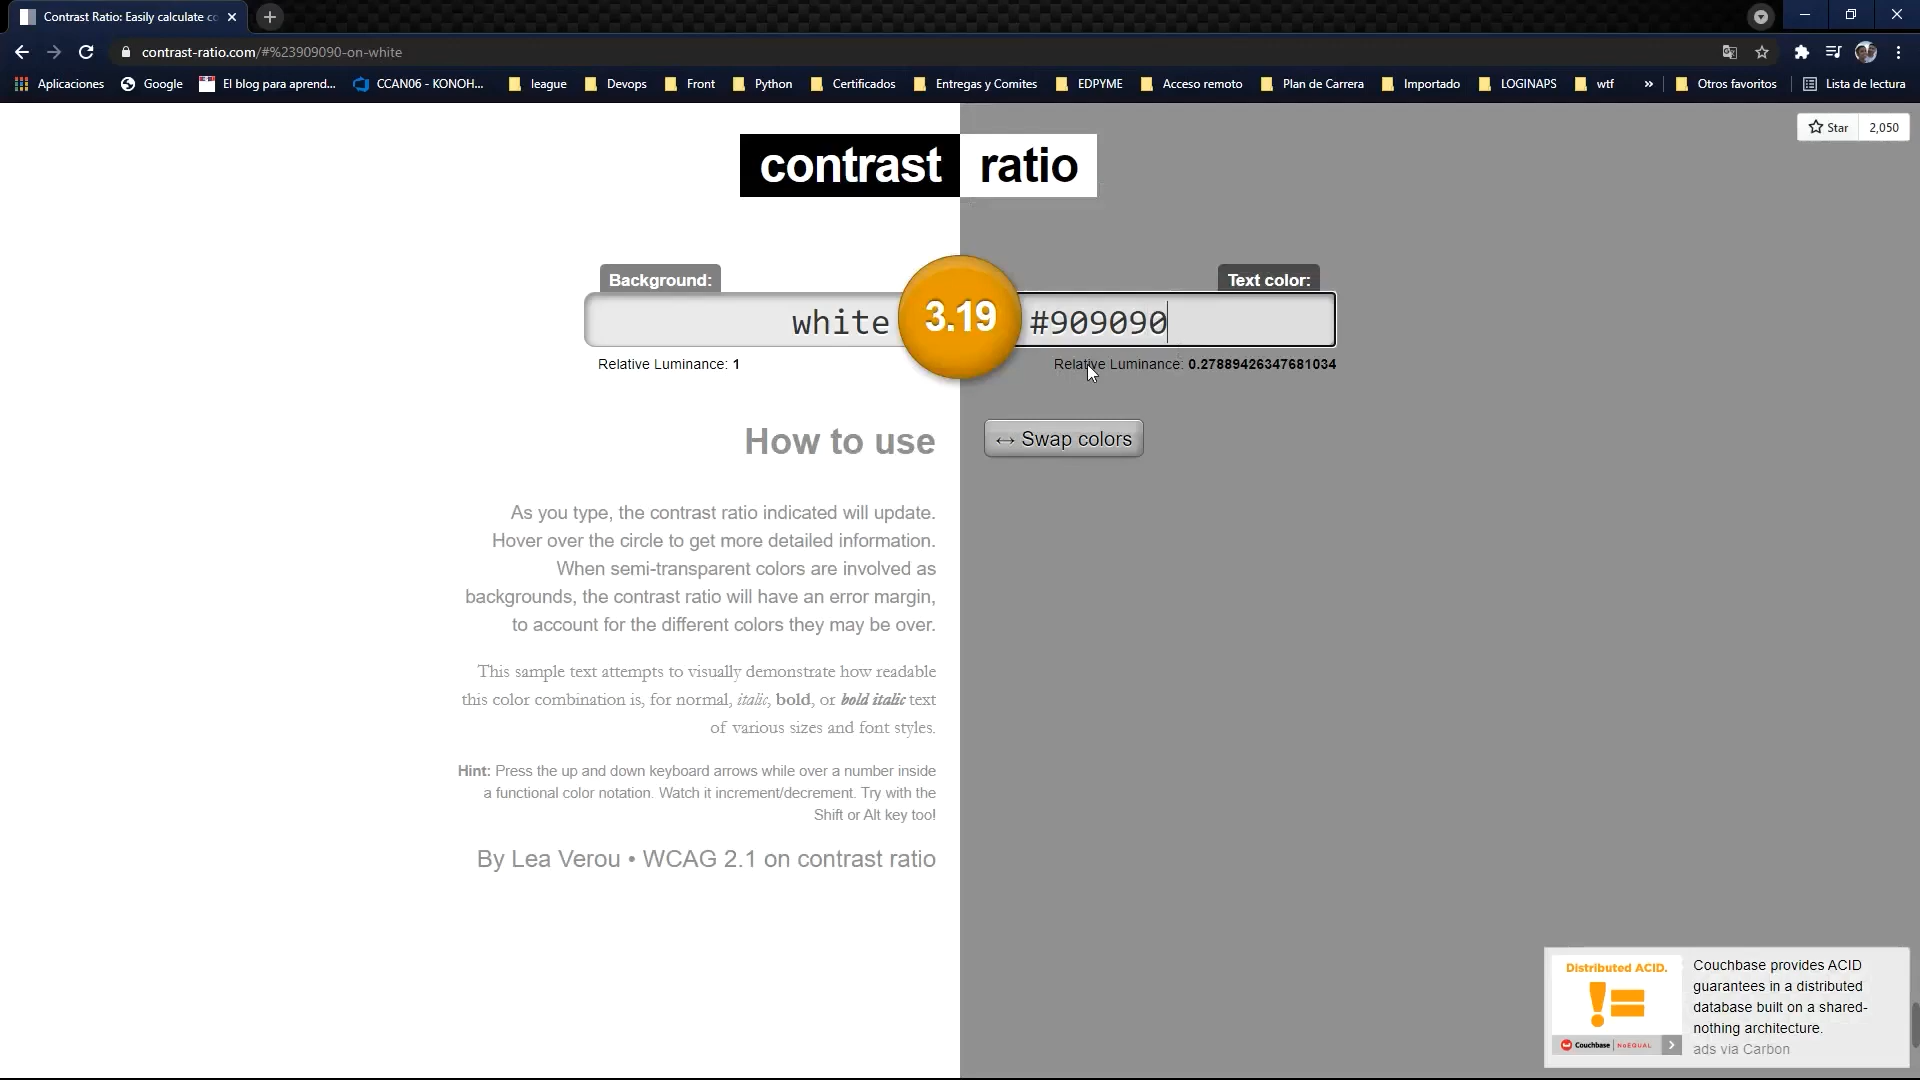 Contrast Ratio: Easily calculate co
contrast-ratio.com/#%23909090-on-white
Aplicaciones Google El blog para aprend... CCAN06 - KONOH... league Devops Front Python Certificados Entregas y Comites EDPYME Acceso remoto Plan de Carrera Importado LOGINAPS wtf » Otros favoritos Lista de lectura
Star 2,050
contrast ratio
Background: Text color:
white 3.19 #909090
Relative Luminance: 1 Relative Luminance: 0.27889426347681034
How to use
↔ Swap colors
As you type, the contrast ratio indicated will update.
Hover over the circle to get more detailed information.
When semi-transparent colors are involved as
backgrounds, the contrast ratio will have an error margin,
to account for the different colors they may be over.
This sample text attempts to visually demonstrate how readable
this color combination is, for normal, italic, bold, or bold italic text
of various sizes and font styles.
Hint: Press the up and down keyboard arrows while over a number inside
a functional color notation. Watch it increment/decrement. Try with the
Shift or Alt key too!
By Lea Verou • WCAG 2.1 on contrast ratio
Distributed ACID.
!=
Couchbase NoEQUAL
Couchbase provides ACID
guarantees in a distributed
database built on a shared-
nothing architecture.
ads via Carbon